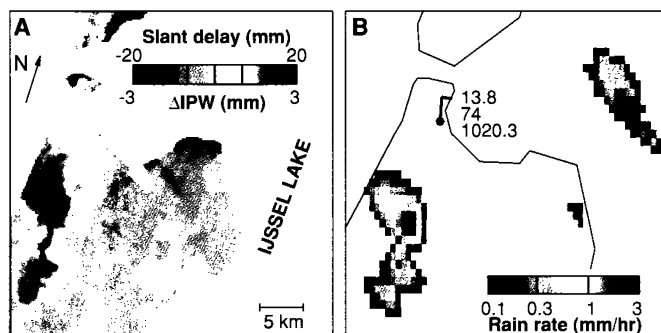 A
Slant delay (mm)
-20 20
N
-3 3
ΔIPW (mm)
IJSSEL LAKE
5 km
B
13.8
74
1020.3
0.1 0.3 1 3
Rain rate (mm/hr)